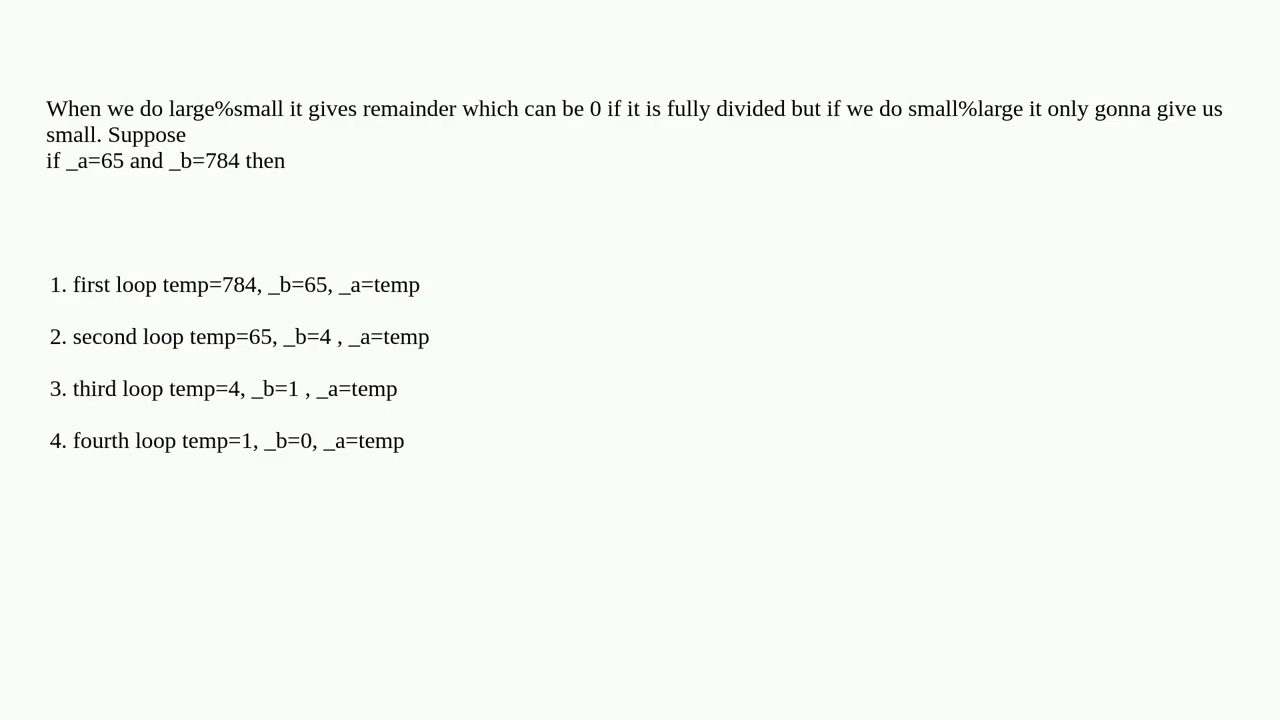 When we do large%small it gives remainder which can be 0 if it is fully divided but if we do small%large it only gonna give us
small. Suppose
if _a=65 and _b=784 then
1. first loop temp=784, _b=65, _a=temp
2. second loop temp=65, _b=4 , _a=temp
3. third loop temp=4, _b=1 , _a=temp
4. fourth loop temp=1, _b=0, _a=temp